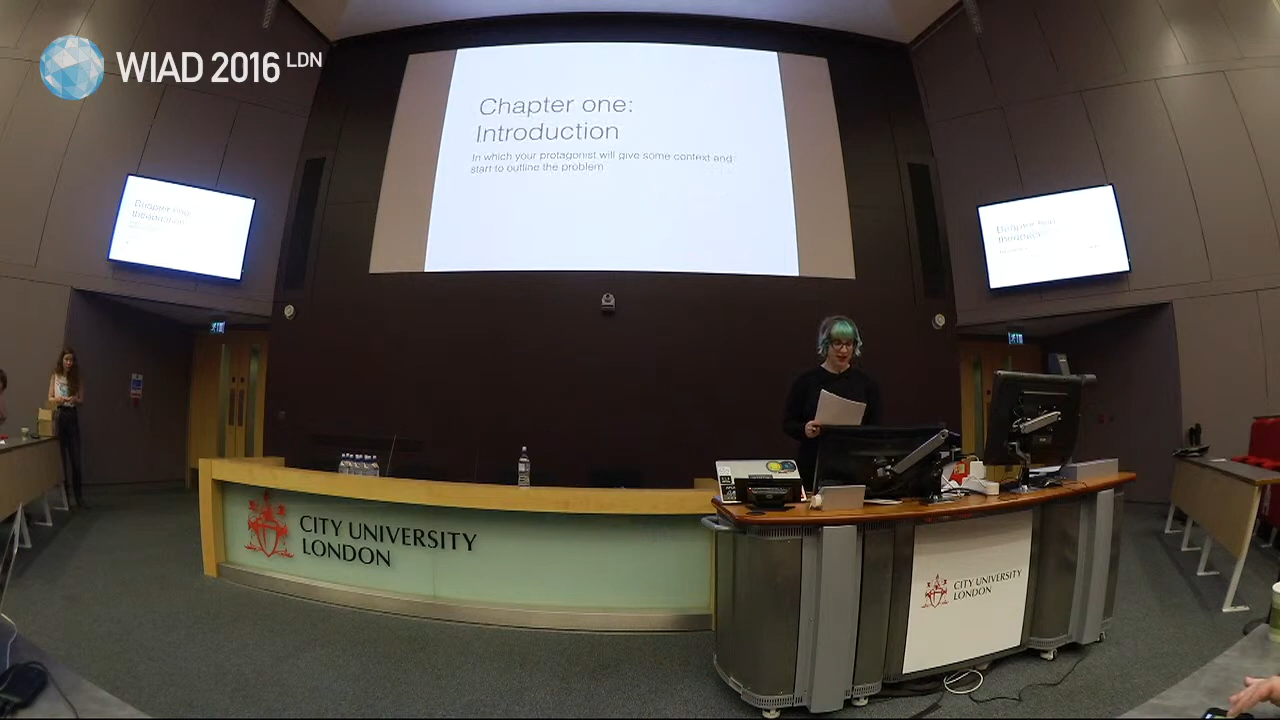 WIAD 2016 LDN
Chapter one:
Introduction
In which your protagonist will give some context and
start to outline the problem
CITY UNIVERSITY
LONDON
CITY UNIVERSITY
LONDON